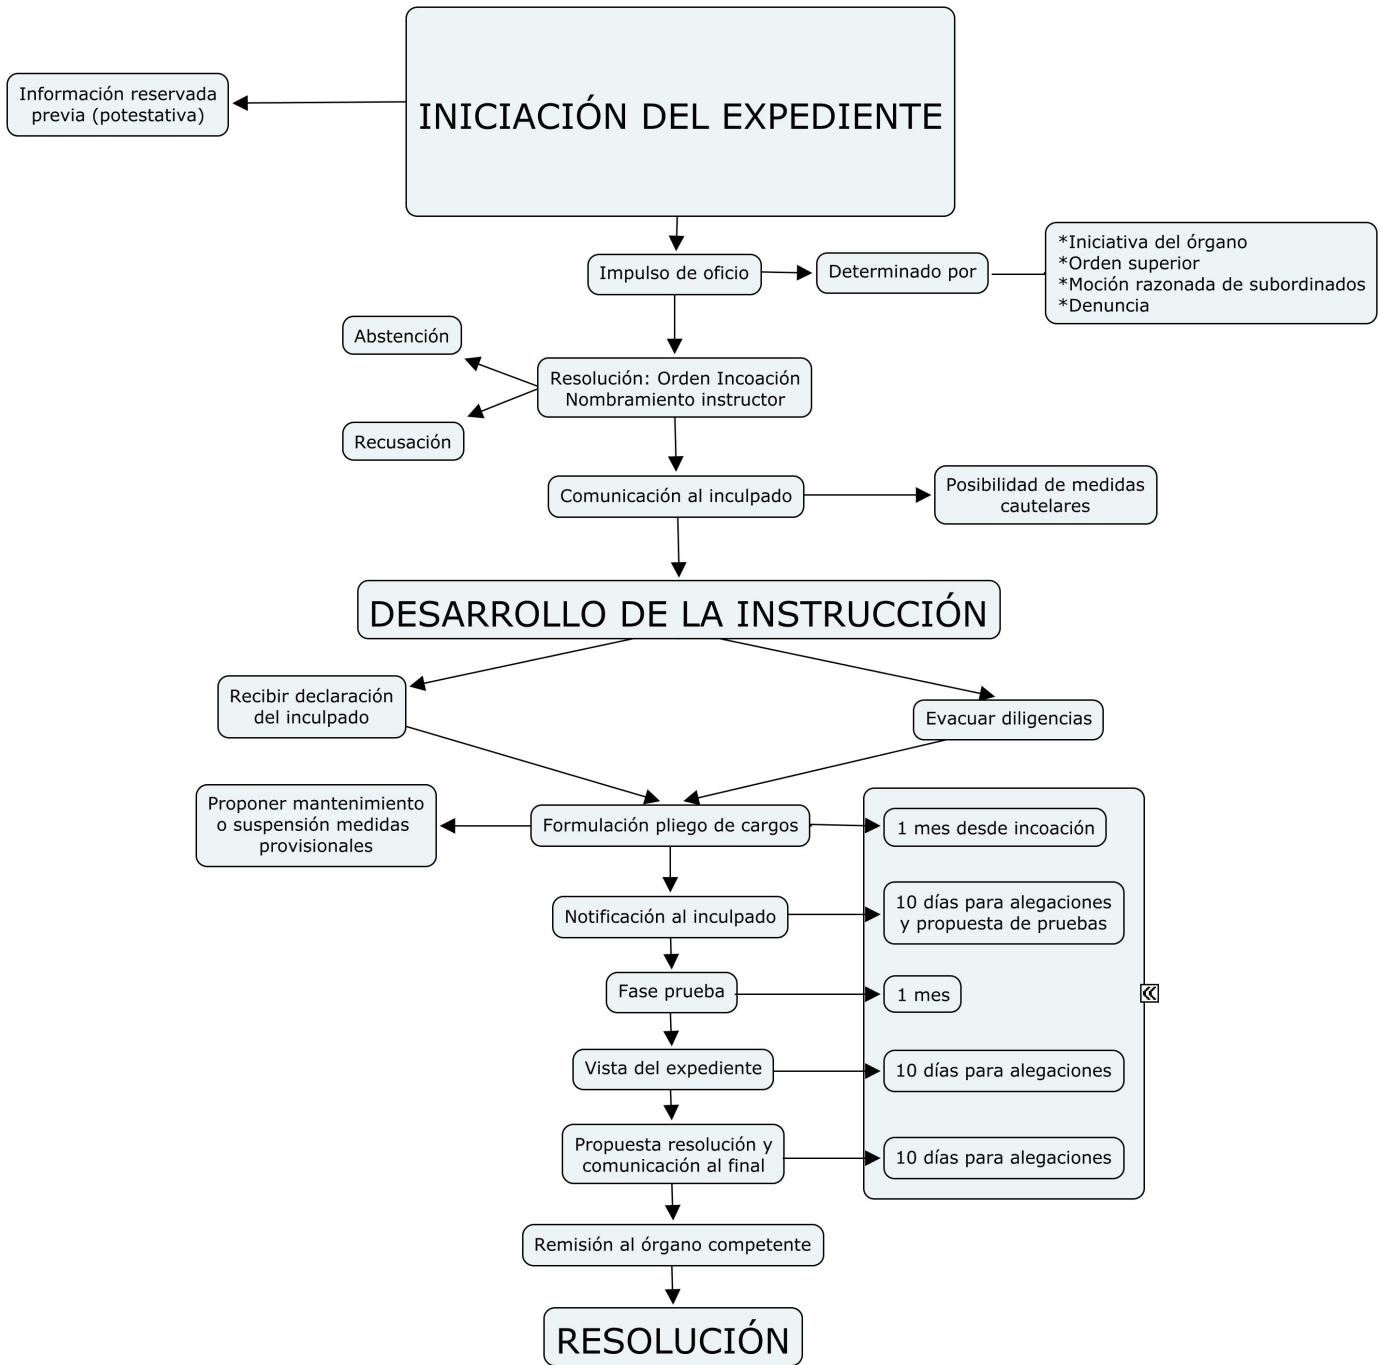 INICIACIÓN DEL EXPEDIENTE
Información reservada
previa (potestativa)
Impulso de oficio
Determinado por
*Iniciativa del órgano
*Orden superior
*Moción razonada de subordinados
*Denuncia
Abstención
Resolución: Orden Incoación
Nombramiento instructor
Recusación
Comunicación al inculpado
Posibilidad de medidas
cautelares
DESARROLLO DE LA INSTRUCCIÓN
Recibir declaración
del inculpado
Evacuar diligencias
Proponer mantenimiento
o suspensión medidas
provisionales
Formulación pliego de cargos
1 mes desde incoación
Notificación al inculpado
10 días para alegaciones
y propuesta de pruebas
Fase prueba
1 mes
Vista del expediente
10 días para alegaciones
Propuesta resolución y
comunicación al final
10 días para alegaciones
Remisión al órgano competente
RESOLUCIÓN